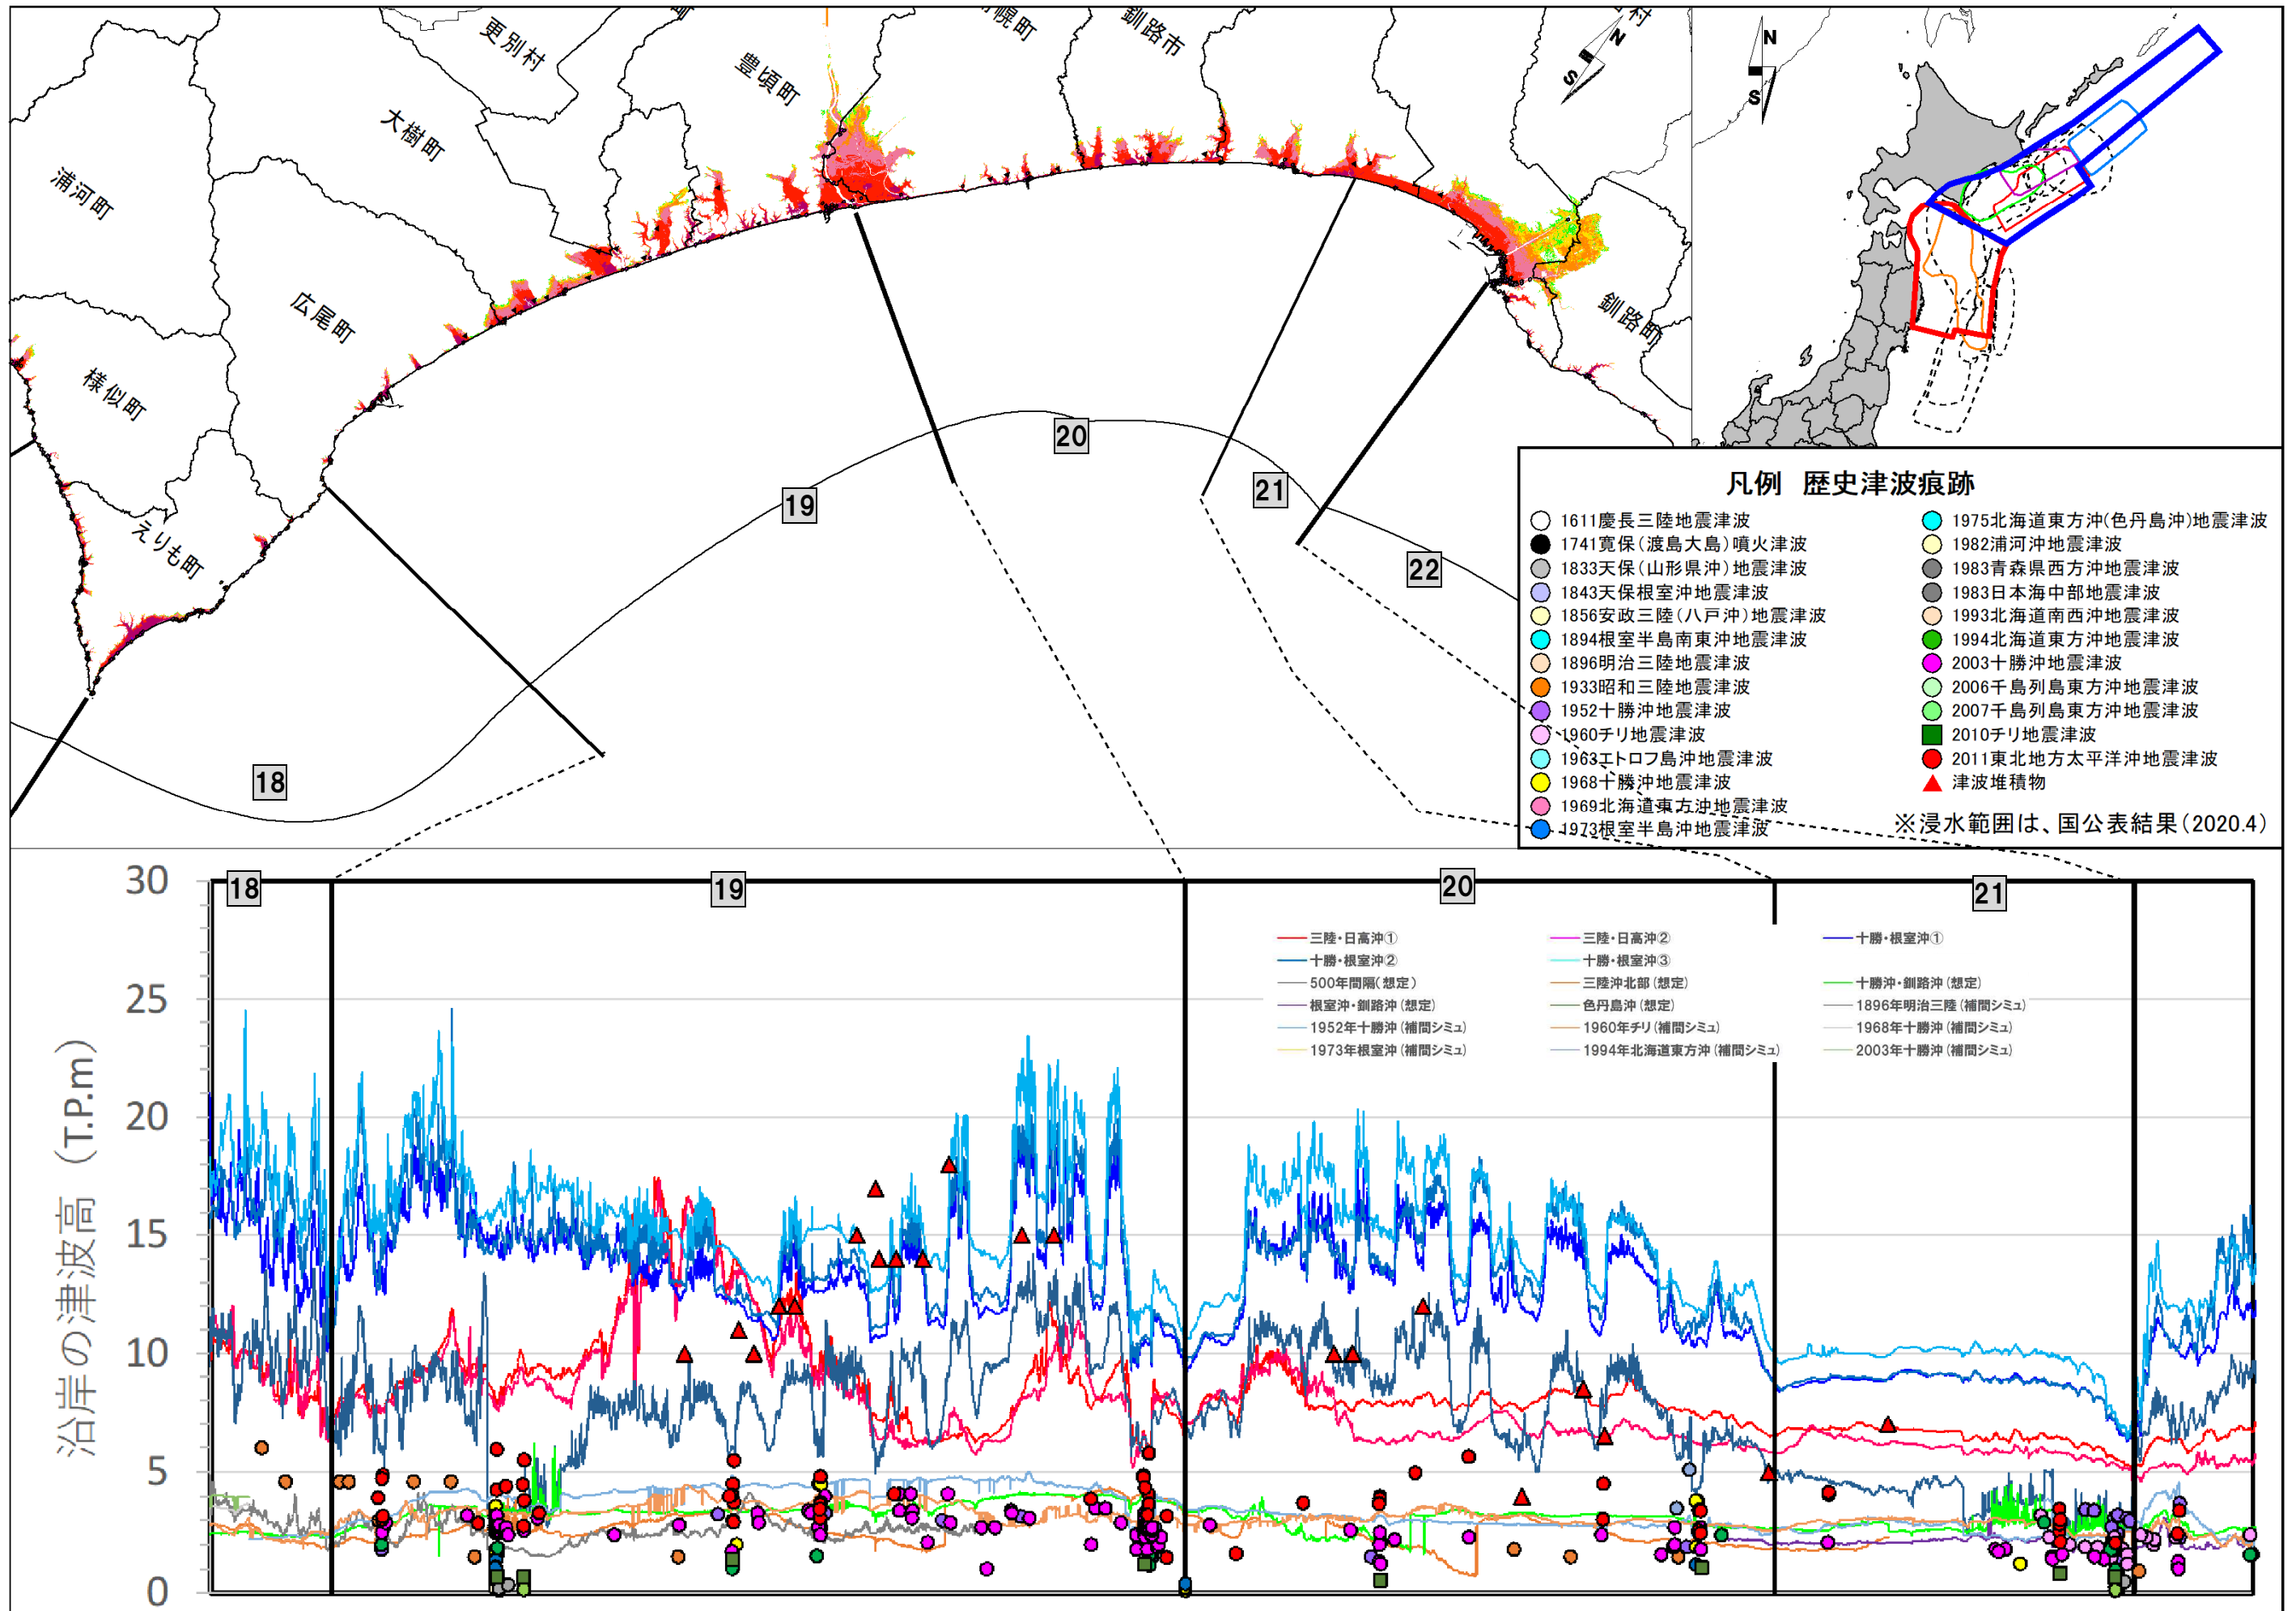 更別村
釧路市
N
S
N
S
豊頃町
大樹町
浦河町
広尾町
釧路町
様似町
えりも町
20
19
21
22
18
凡例 歴史津波痕跡
1611慶長三陸地震津波
1741寛保(渡島大島)噴火津波
1833天保(山形県沖)地震津波
1843天保根室沖地震津波
1856安政三陸(八戸沖)地震津波
1894根室半島南東沖地震津波
1896明治三陸地震津波
1933昭和三陸地震津波
1952十勝沖地震津波
1960チリ地震津波
1963エトロフ島沖地震津波
1968十勝沖地震津波
1969北海道東方沖地震津波
1973根室半島沖地震津波
1975北海道東方沖(色丹島沖)地震津波
1982浦河沖地震津波
1983青森県西方沖地震津波
1983日本海中部地震津波
1993北海道南西沖地震津波
1994北海道東方沖地震津波
2003十勝沖地震津波
2006千島列島東方沖地震津波
2007千島列島東方沖地震津波
2010チリ地震津波
2011東北地方太平洋沖地震津波
津波堆積物
※浸水範囲は、国公表結果(2020.4)
沿岸の津波高 (T.P.m)
30
25
20
15
10
5
0
18
19
20
21
三陸・日高沖① 三陸・日高沖② 十勝・根室沖①
十勝・根室沖② 十勝・根室沖③
500年間隔(想定) 三陸沖北部(想定) 十勝沖・釧路沖(想定)
根室沖・釧路沖(想定) 色丹島沖(想定) 1896年明治三陸(補間シミュ)
1952年十勝沖(補間シミュ) 1960年チリ(補間シミュ) 1968年十勝沖(補間シミュ)
1973年根室沖(補間シミュ) 1994年北海道東方沖(補間シミュ) 2003年十勝沖(補間シミュ)